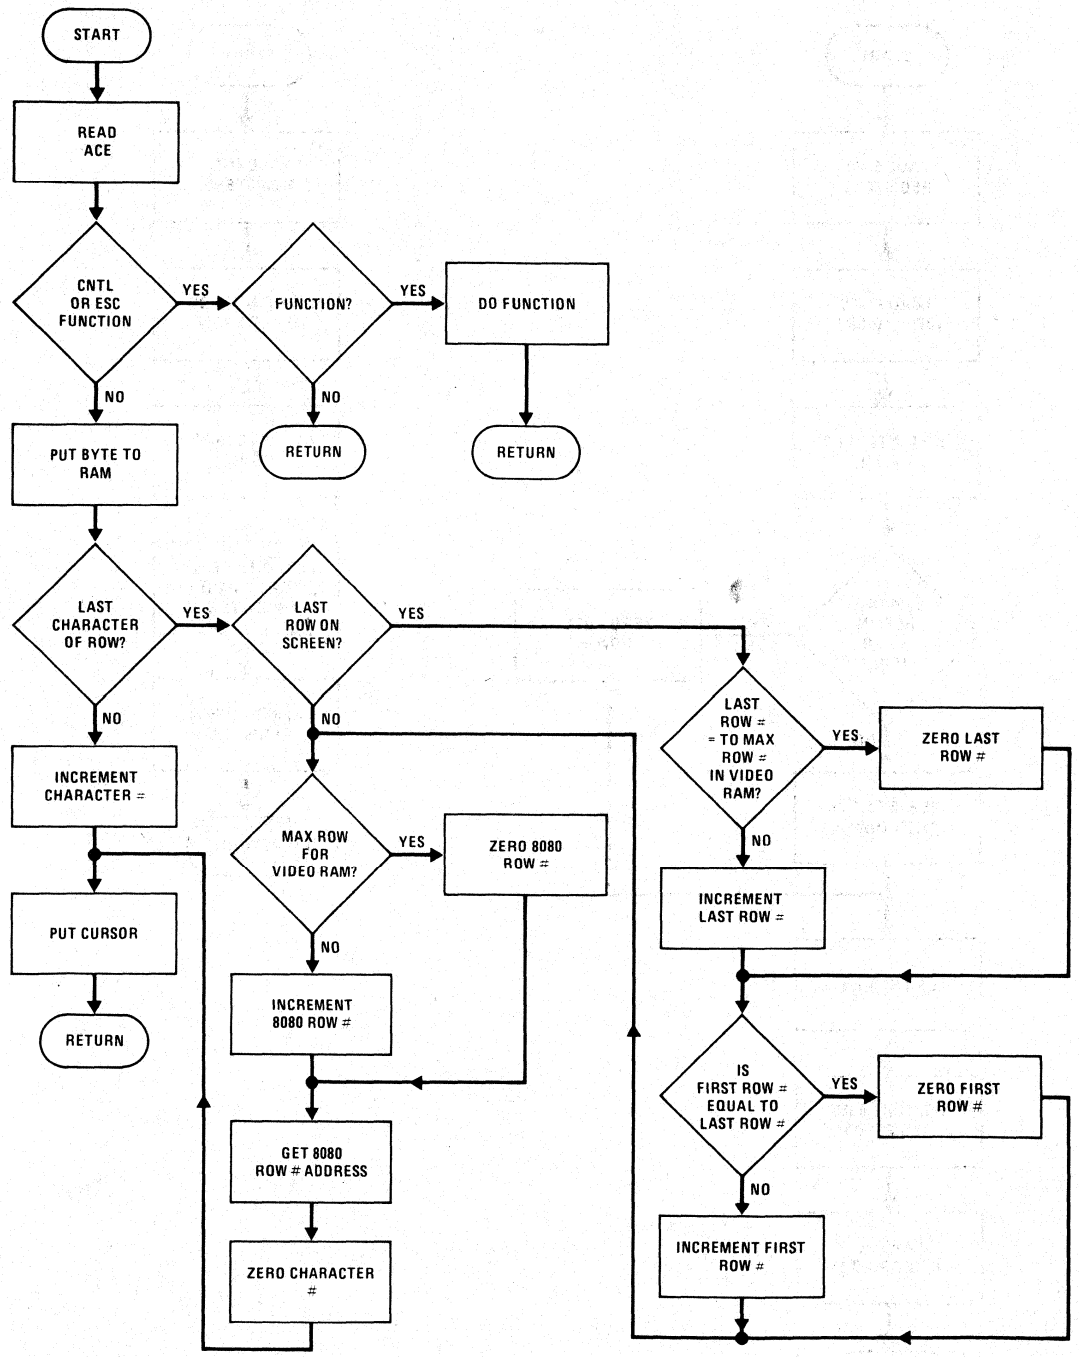 START
READ
ACE
CNTL
OR ESC
FUNCTION
YES
FUNCTION?
YES
DO FUNCTION
NO
NO
PUT BYTE TO
RAM
RETURN
RETURN
LAST
CHARACTER
OF ROW?
YES
LAST
ROW ON
SCREEN?
YES
NO
NO
LAST
ROW #
= TO MAX
ROW #
IN VIDEO
RAM?
YES
ZERO LAST
ROW #
INCREMENT
CHARACTER #
MAX ROW
FOR
VIDEO RAM?
YES
ZERO 8080
ROW #
NO
INCREMENT
LAST ROW #
PUT CURSOR
NO
INCREMENT
8080 ROW #
RETURN
IS
FIRST ROW #
EQUAL TO
LAST ROW #
YES
ZERO FIRST
ROW #
GET 8080
ROW # ADDRESS
NO
INCREMENT FIRST
ROW #
ZERO CHARACTER
#